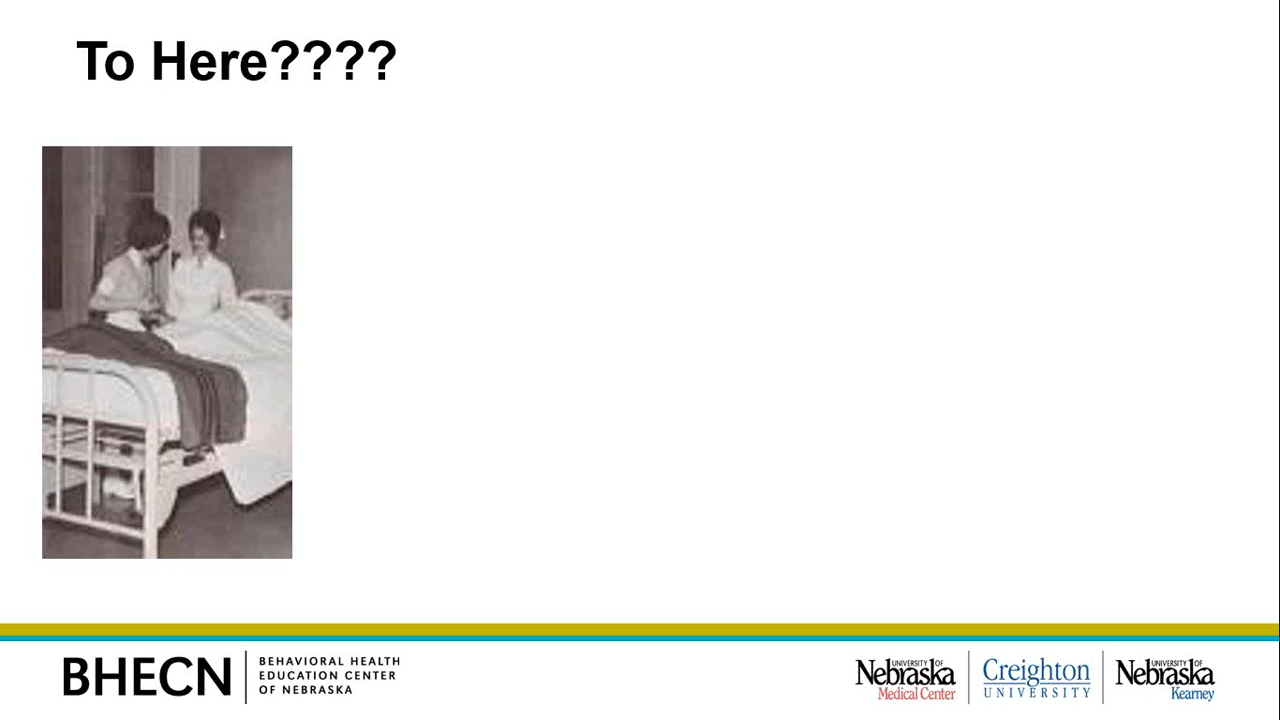 To Here????
BHECN
BEHAVIORAL HEALTH
EDUCATION CENTER
OF NEBRASKA
UNIVERSITY OF
Nebraska
Medical Center
Creighton
UNIVERSITY
UNIVERSITY OF
Nebraska
Kearney